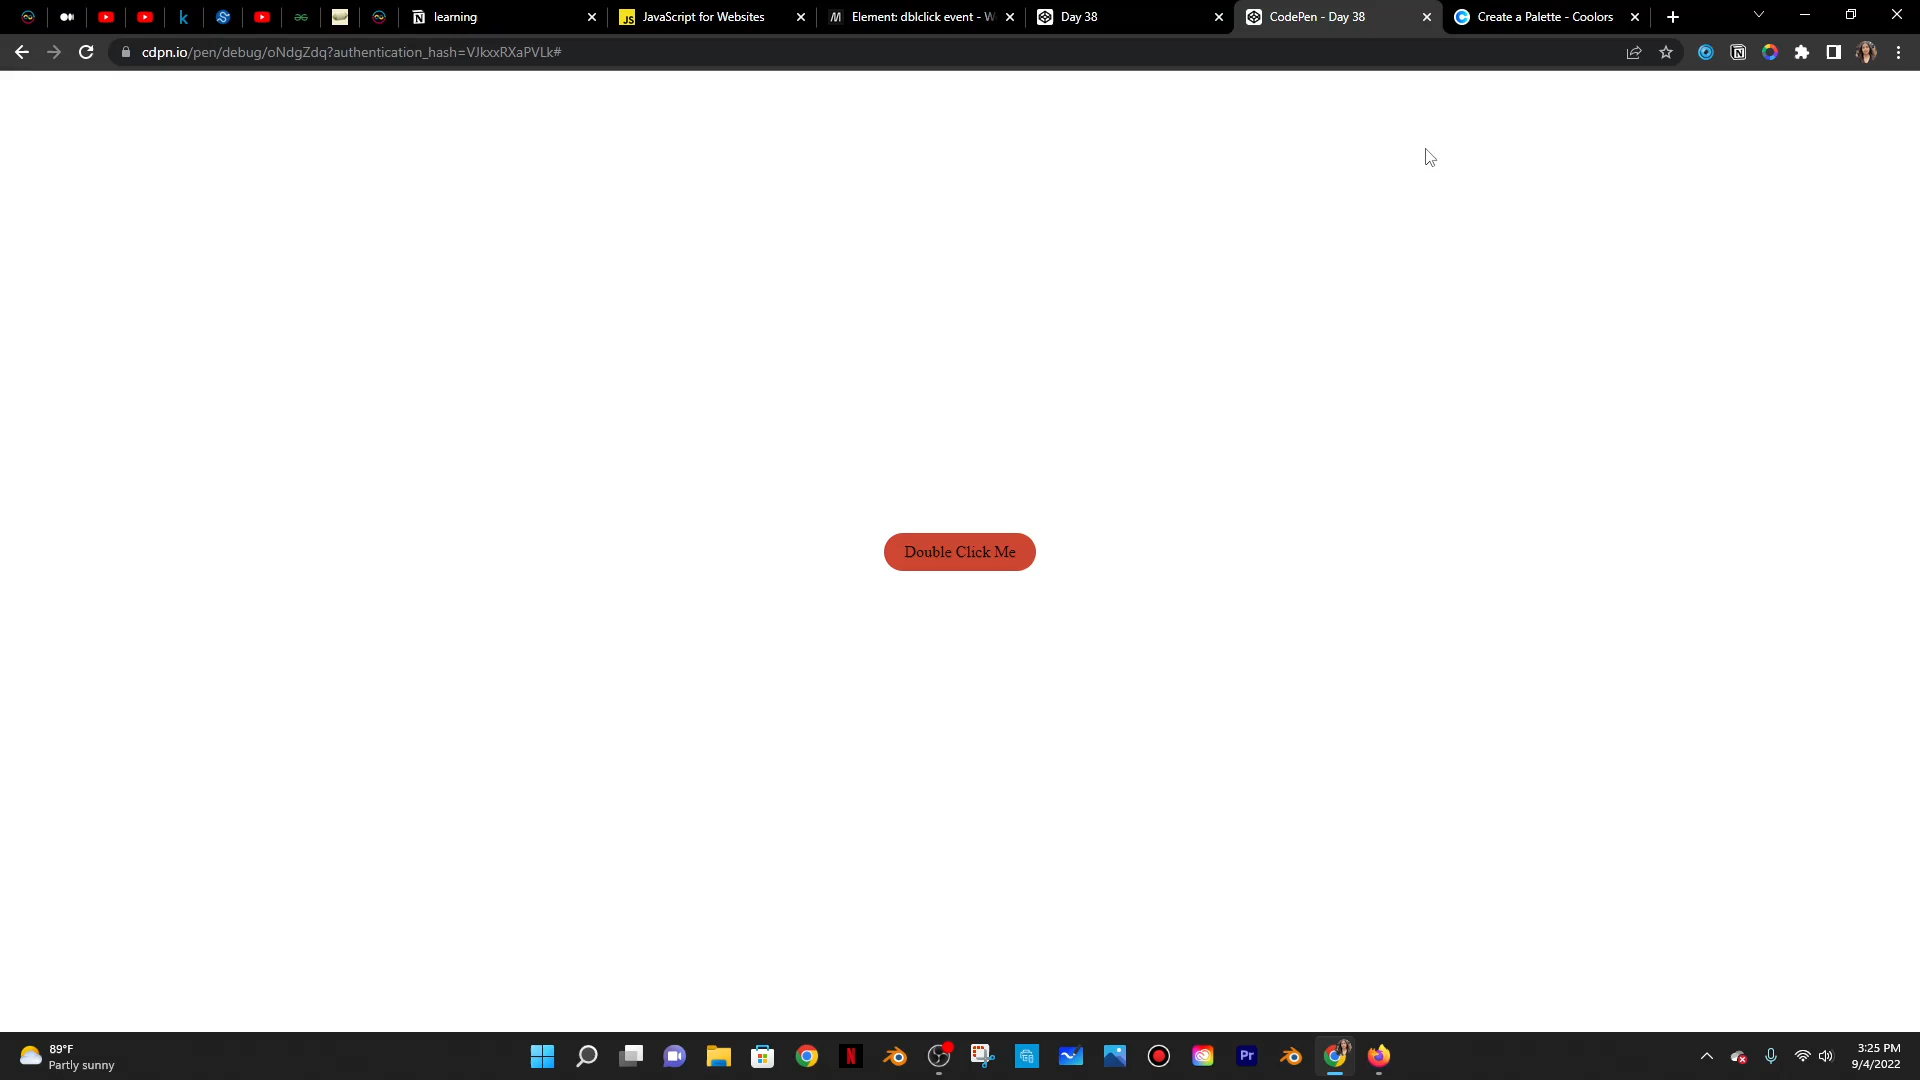 learning
JavaScript for Websites
Element: dblclick event - W
Day 38
CodePen - Day 38
Create a Palette - Coolors
cdpn.io/pen/debug/oNdgZdq?authentication_hash=VJkxxRXaPVLk#
Double Click Me
89°F
Partly sunny
3:25 PM
9/4/2022